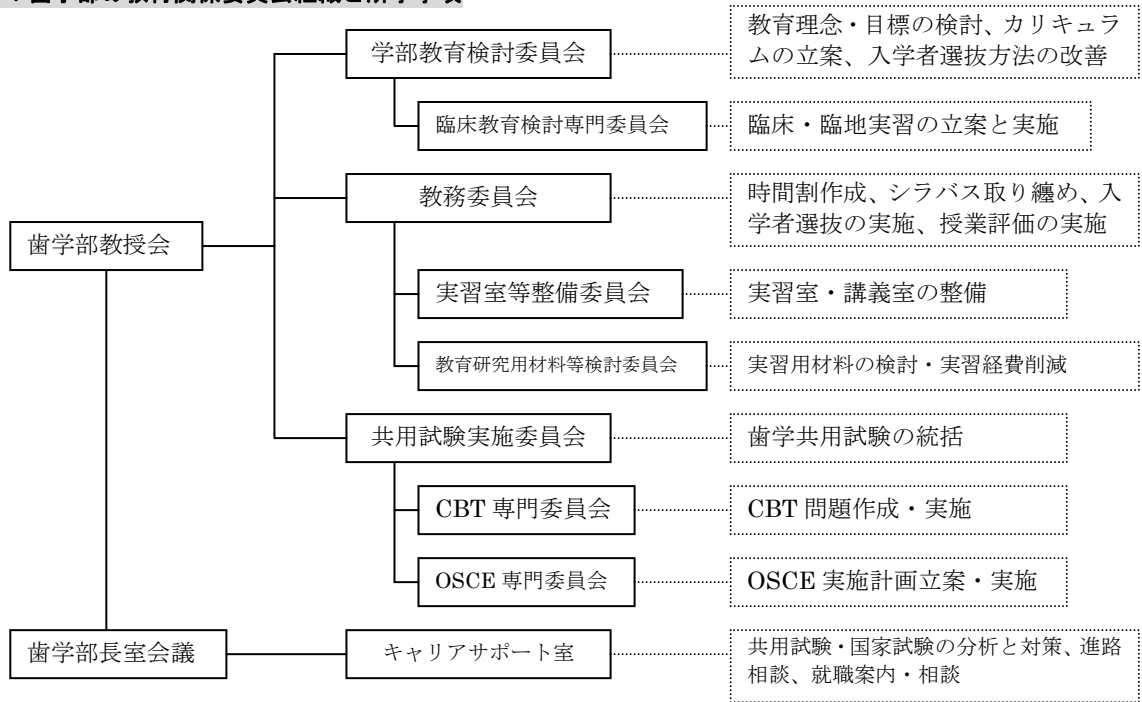 学部教育検討委員会
教育理念・目標の検討、カリキュラ
ムの立案、入学者選抜方法の改善
臨床教育検討専門委員会
臨床・臨地実習の立案と実施
教務委員会
時間割作成、シラバス取り纏め、入
学者選抜の実施、授業評価の実施
歯学部教授会
実習室等整備委員会
実習室・講義室の整備
教育研究用材料等検討委員会
実習用材料の検討・実習経費削減
共用試験実施委員会
歯学共用試験の統括
CBT 専門委員会
CBT 問題作成・実施
OSCE 専門委員会
OSCE 実施計画立案・実施
歯学部長室会議
キャリアサポート室
共用試験・国家試験の分析と対策、進路
相談、就職案内・相談